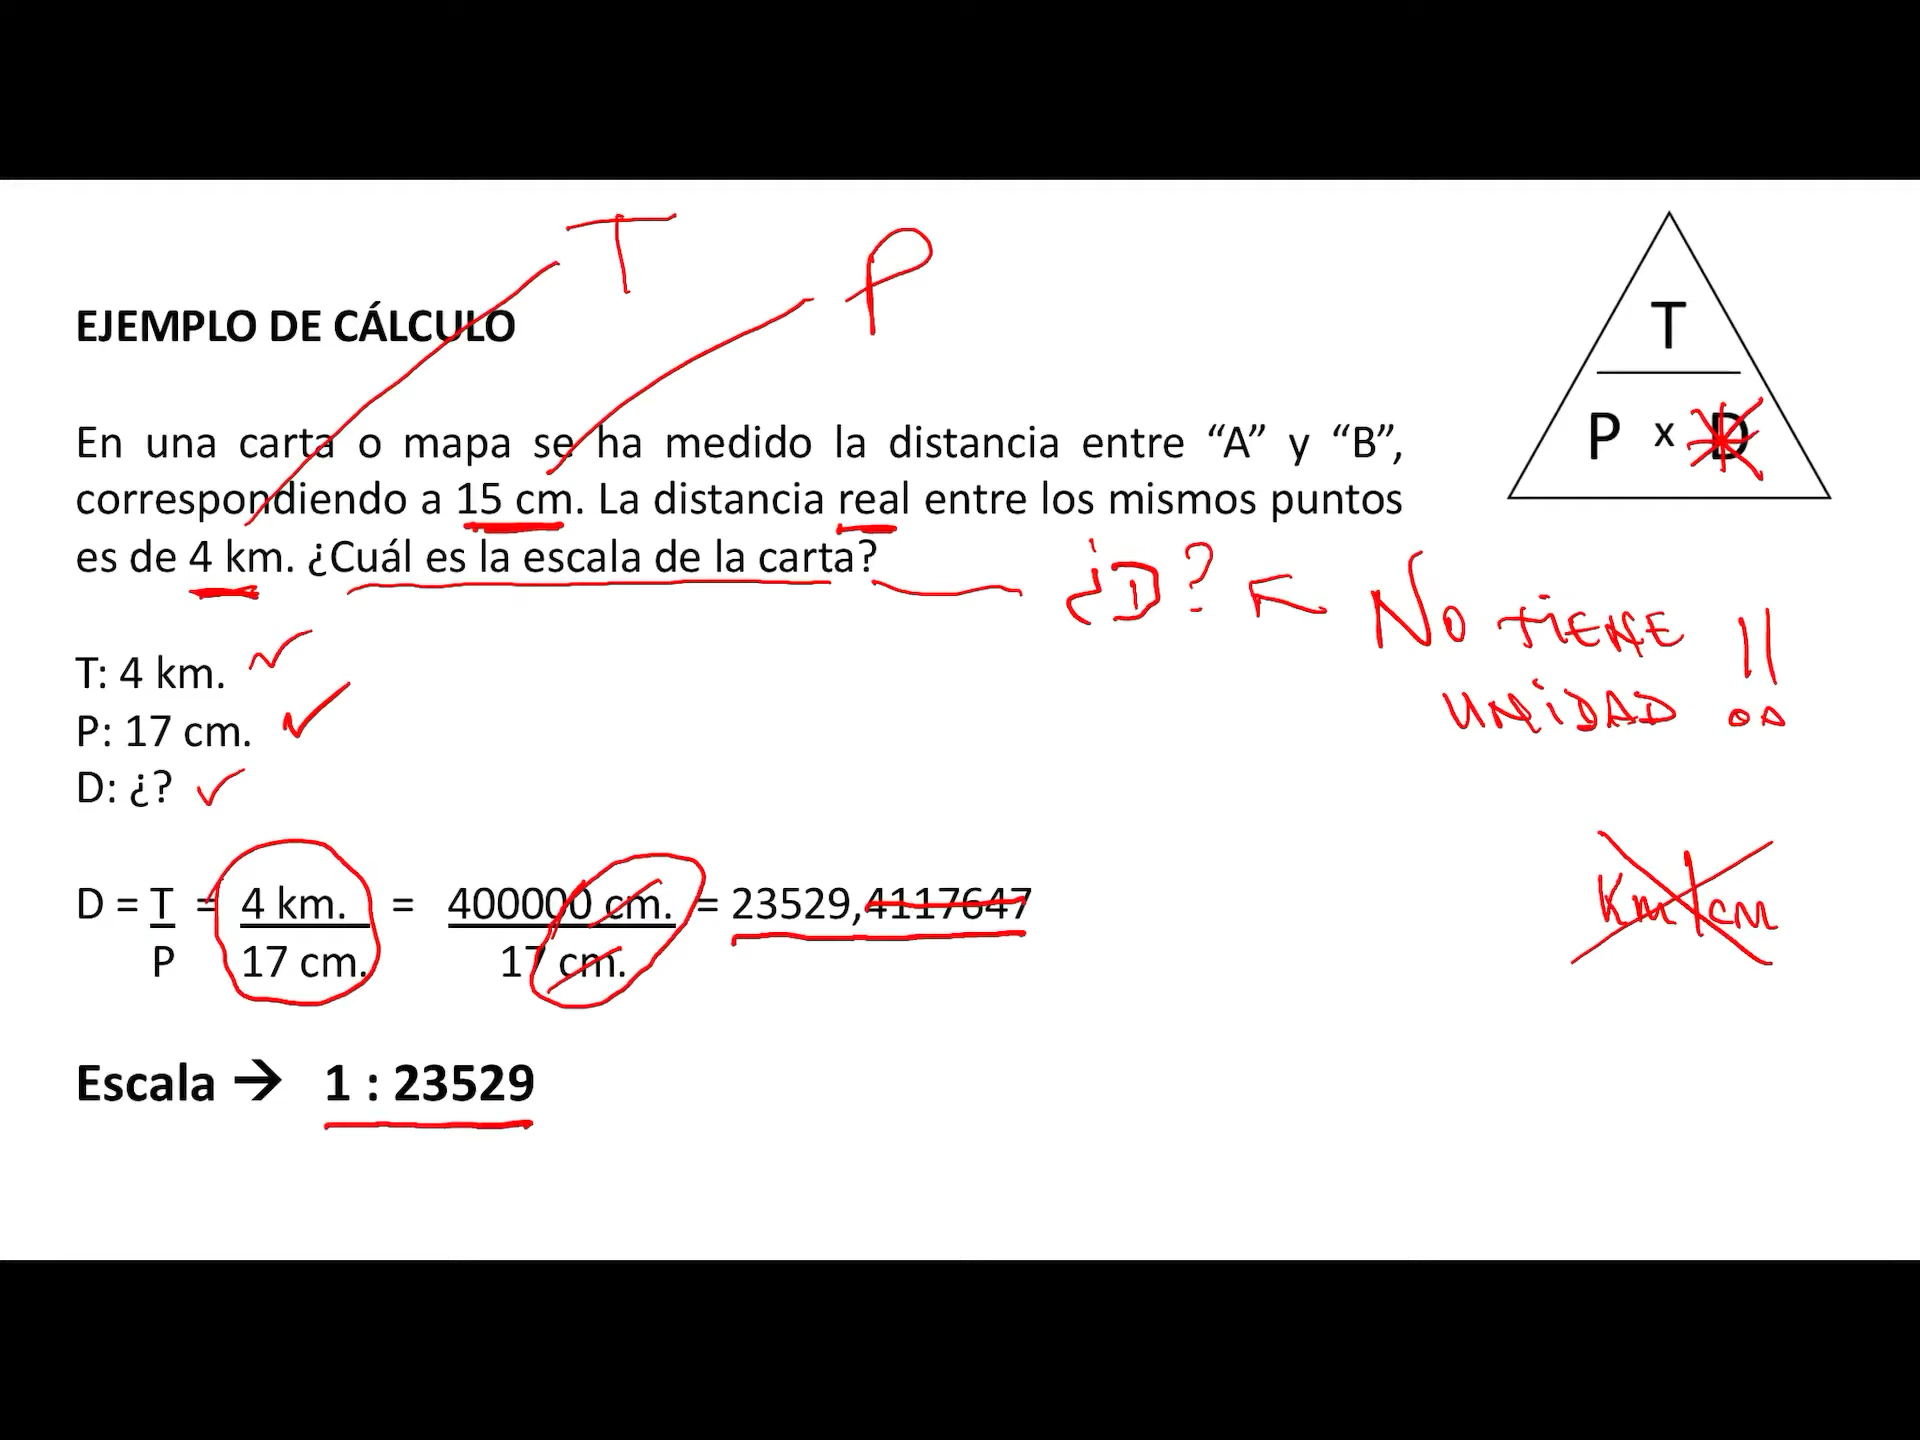 T
P
EJEMPLO DE CÁLCULO
T
P x D
En una carta o mapa se ha medido la distancia entre “A” y “B”,
correspondiendo a 15 cm. La distancia real entre los mismos puntos
es de 4 km. ¿Cuál es la escala de la carta?
¿D? NO TIENE !!
UNIDAD
T: 4 km.
P: 17 cm.
D: ¿?
D = T = 4 km. = 400000 cm. = 23529,4117647
P 17 cm. 17 cm.
Km/cm
Escala → 1 : 23529